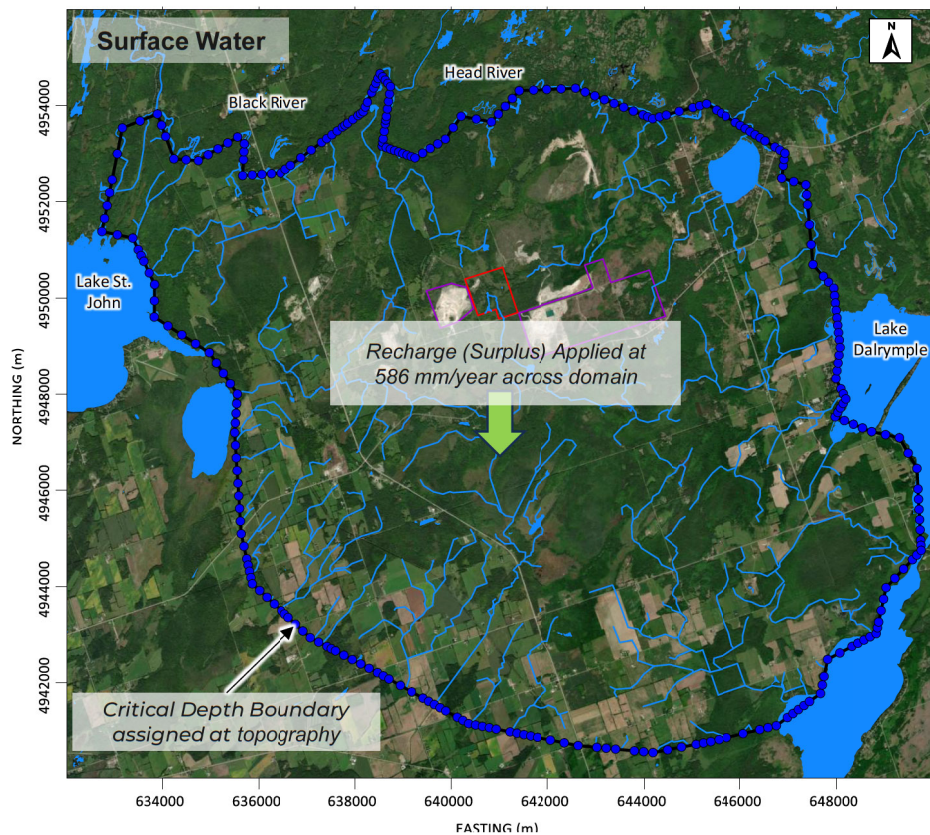 Surface Water
N
Head River
Black River
Lake St.
John
Lake
Dalrymple
Recharge (Surplus) Applied at
586 mm/year across domain
Critical Depth Boundary
assigned at topography
NORTHING (m)
4954000
4952000
4950000
4948000
4946000
4944000
4942000
634000
636000
638000
640000
642000
644000
646000
648000
EASTING (m)